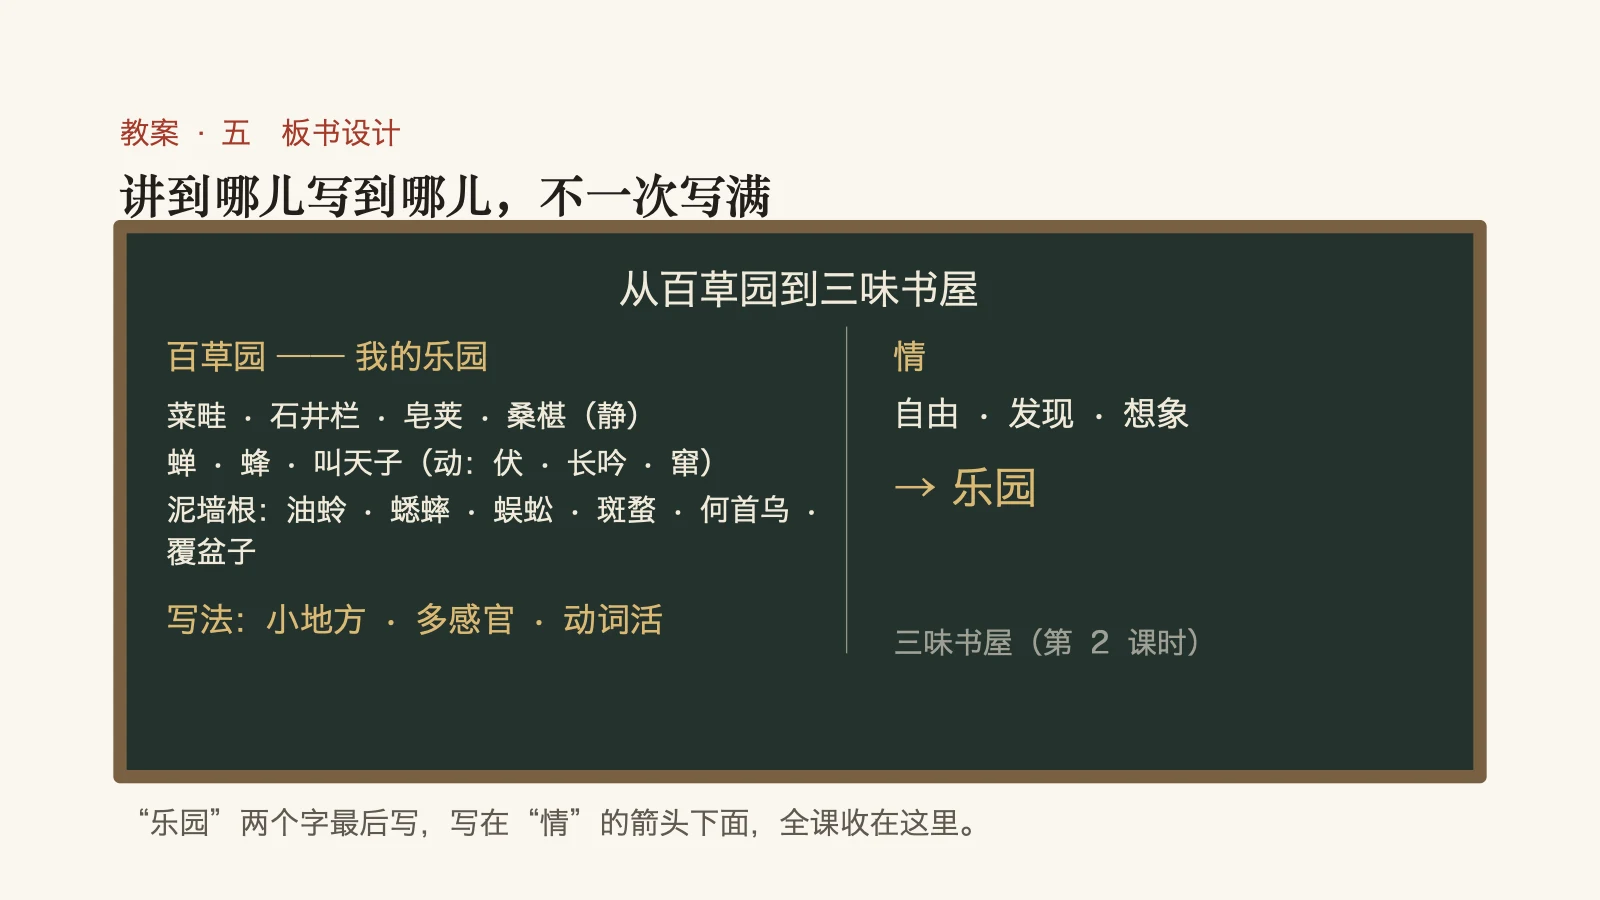 教案 · 五 板书设计
讲到哪儿写到哪儿，不一次写满
从百草园到三味书屋
百草园 —— 我的乐园
菜畦 · 石井栏 · 皂荚 · 桑椹（静）
蝉 · 蜂 · 叫天子（动：伏 · 长吟 · 窜）
泥墙根：油蛉 · 蟋蟀 · 蜈蚣 · 斑蝥 · 何首乌 ·
覆盆子
写法：小地方 · 多感官 · 动词活
情
自由 · 发现 · 想象
→ 乐园
三味书屋（第 2 课时）
“乐园”两个字最后写，写在“情”的箭头下面，全课收在这里。